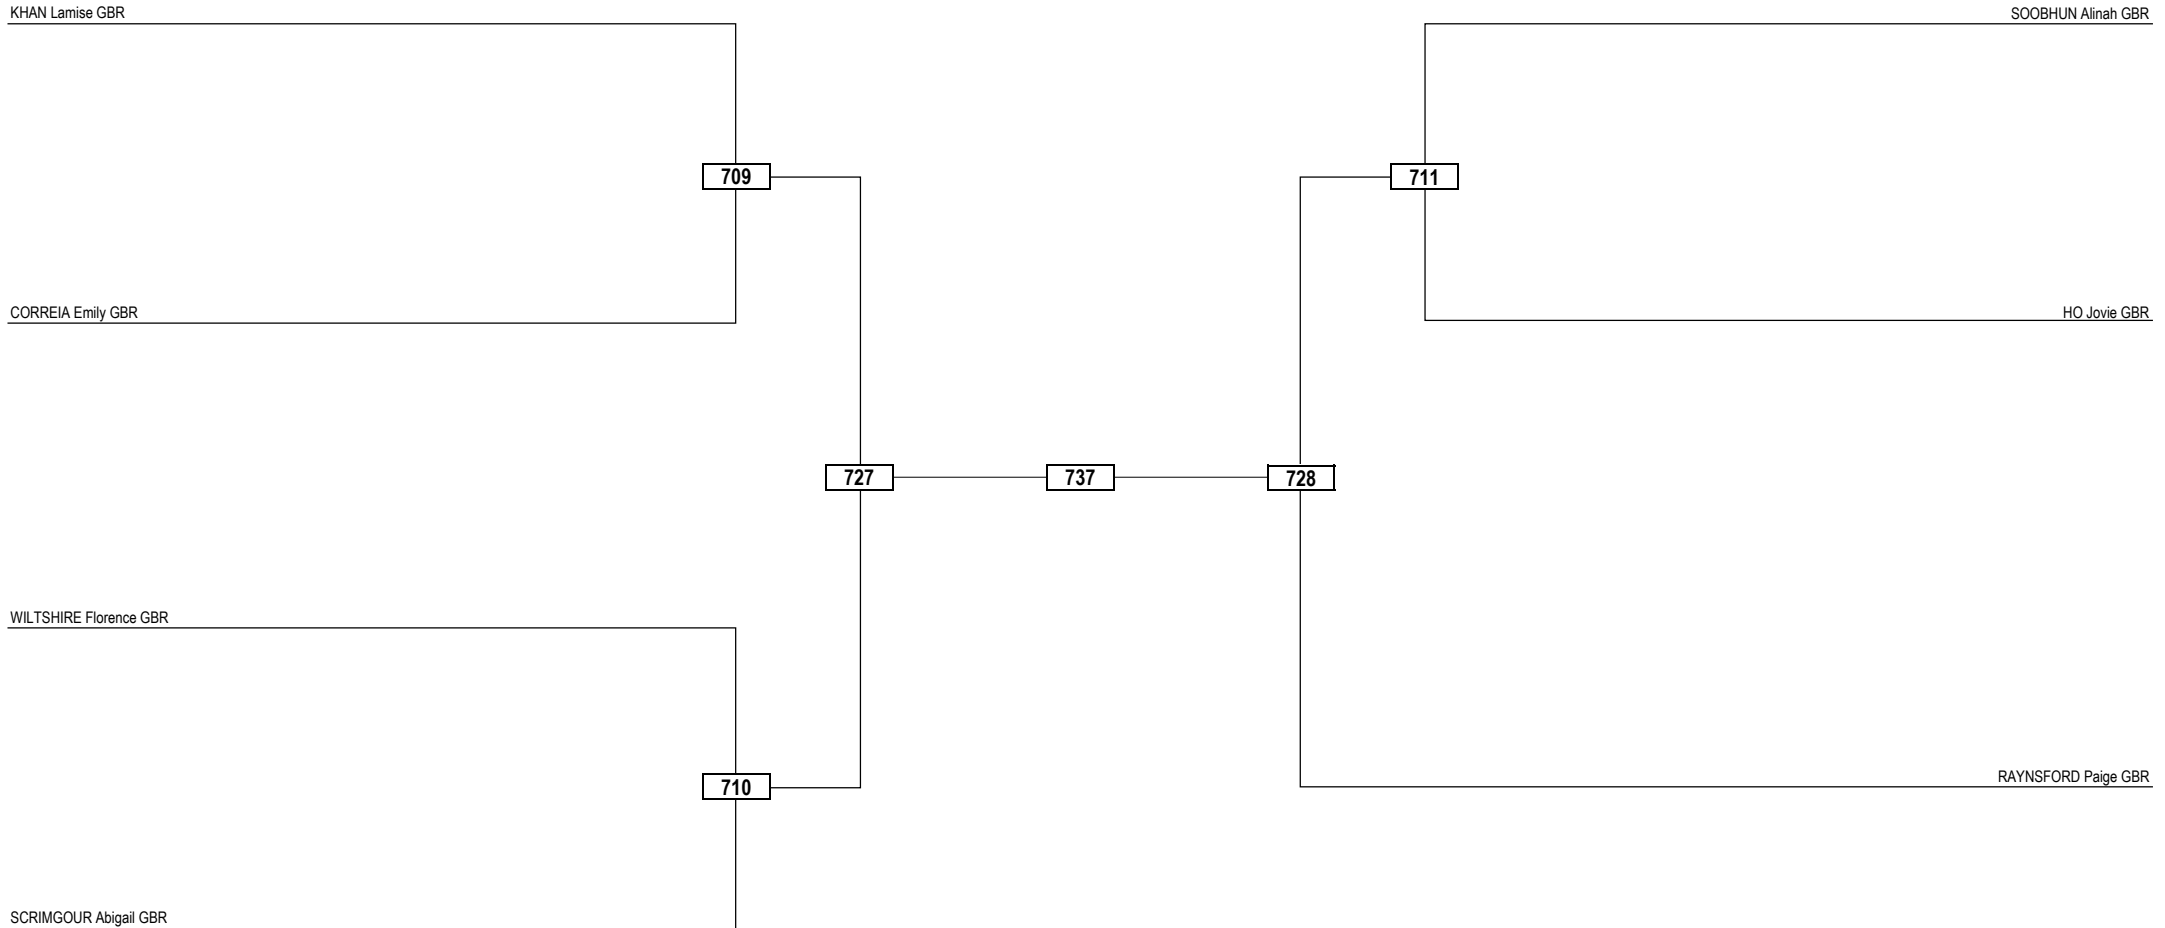 KHAN Lamise GBR
SOOBHUN Alinah GBR
709
711
CORREIA Emily GBR
HO Jovie GBR
727
737
728
WILTSHIRE Florence GBR
RAYNSFORD Paige GBR
710
SCRIMGOUR Abigail GBR